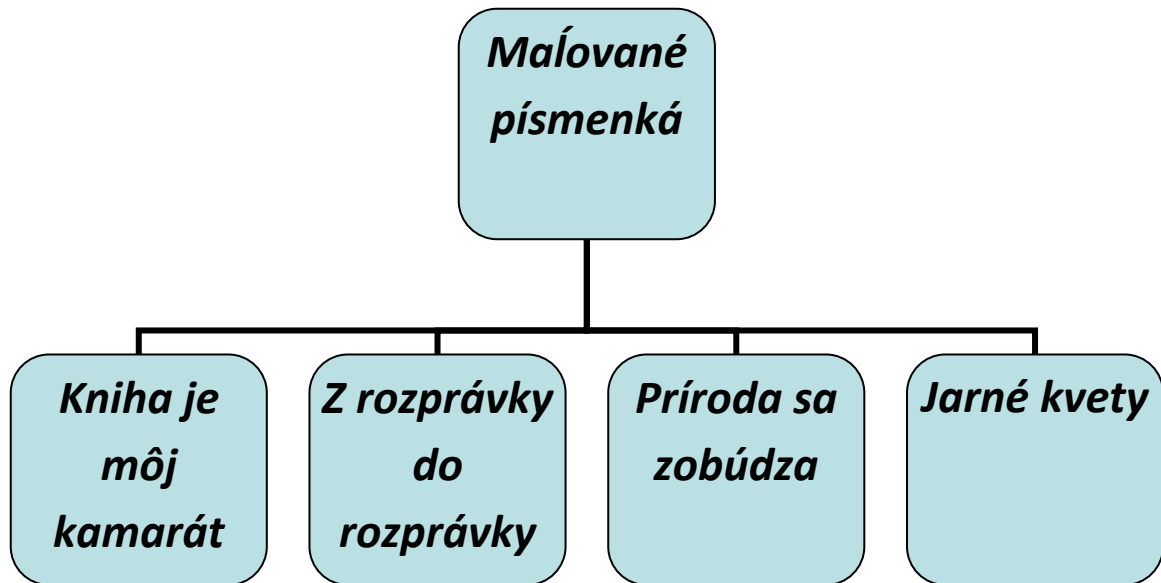 Maĺované
písmenká
Kniha je
môj
kamarát
Z rozprávky
do
rozprávky
Príroda sa
zobúdza
Jarné kvety